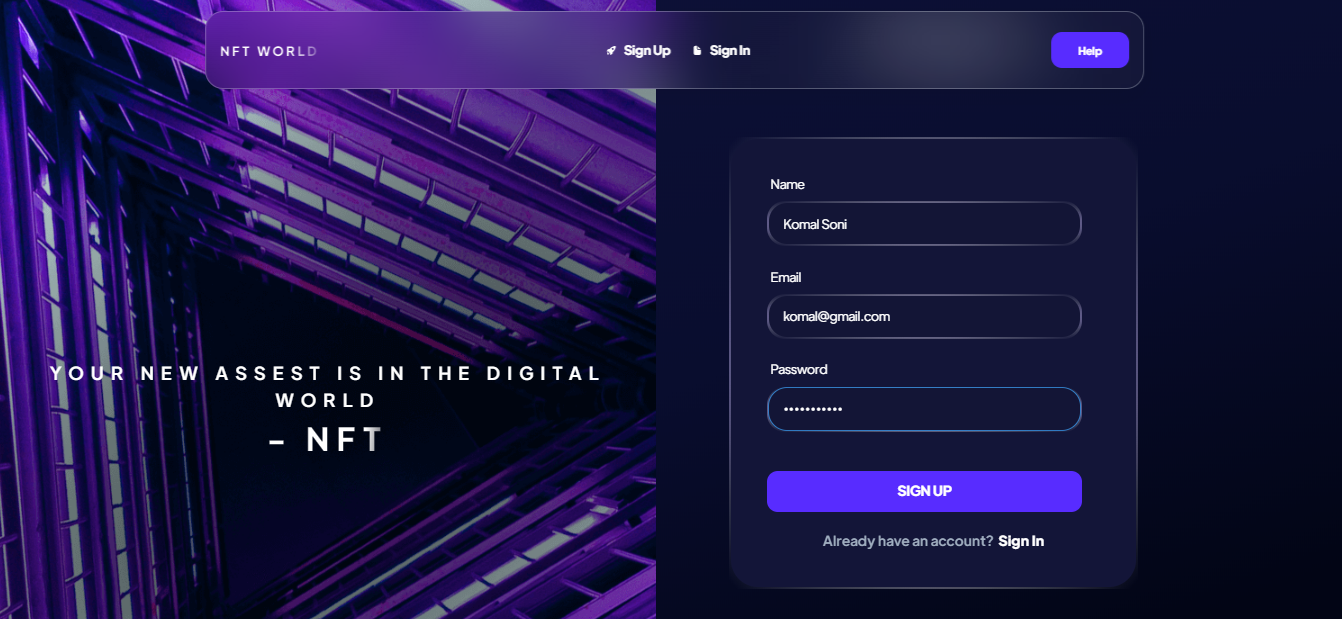 NFT WORLD
Sign Up
Sign In
Help
YOUR NEW ASSEST IS IN THE DIGITAL
WORLD
– NFT
Name
Komal Soni
Email
komal@gmail.com
Password
•••••••••••
SIGN UP
Already have an account? Sign In